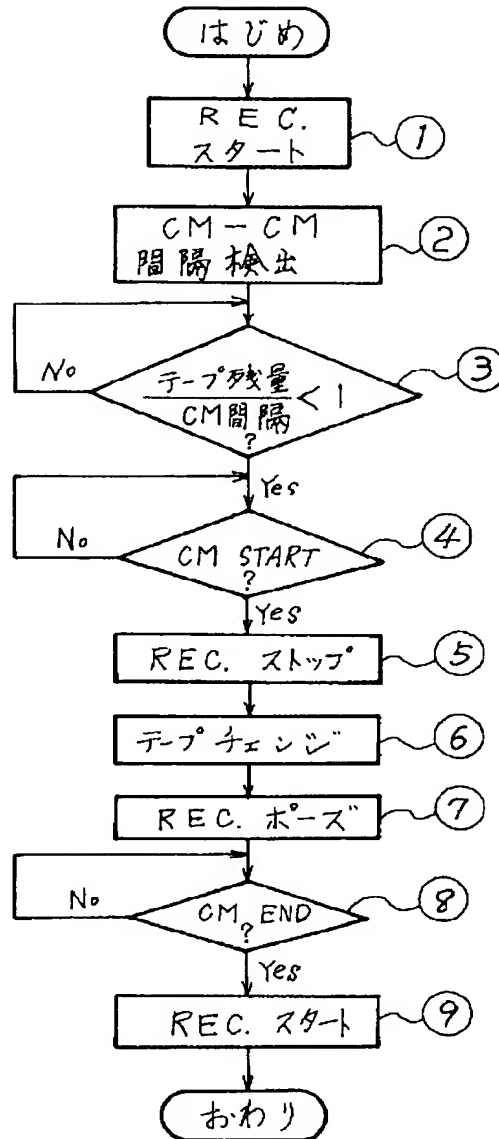 はじめ
REC.
スタート
①
CM-CM
間隔検出
②
No
テープ残量
CM間隔
< 1
?
③
Yes
No
CM START
?
④
Yes
REC. ストップ
⑤
テープチェンジ
⑥
REC. ポーズ
⑦
No
CM END
?
⑧
Yes
REC. スタート
⑨
おわり